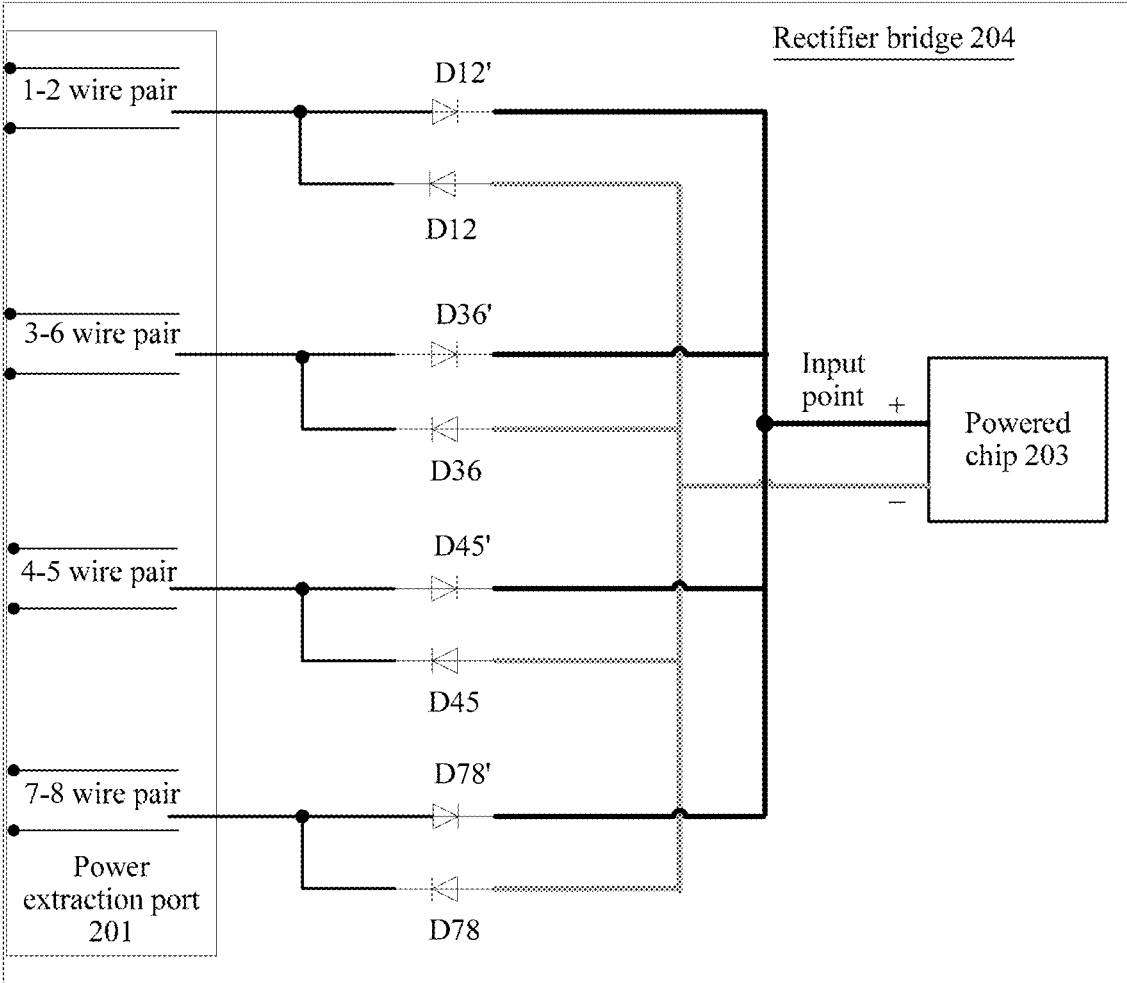 Rectifier bridge 204
1-2 wire pair
D12'
D12
3-6 wire pair
D36'
D36
Input
point
+
−
Powered
chip 203
4-5 wire pair
D45'
D45
7-8 wire pair
D78'
D78
Power
extraction port
201